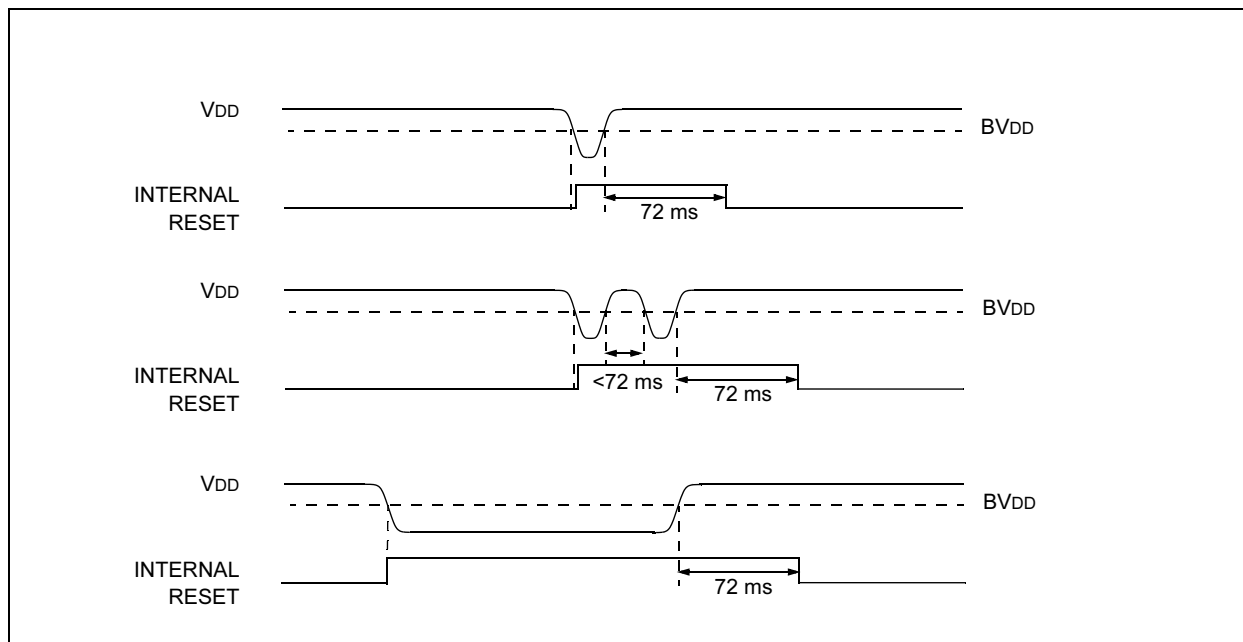 VDD
BVDD
INTERNAL
RESET
72 ms
VDD
BVDD
INTERNAL
RESET
<72 ms
72 ms
VDD
BVDD
INTERNAL
RESET
72 ms